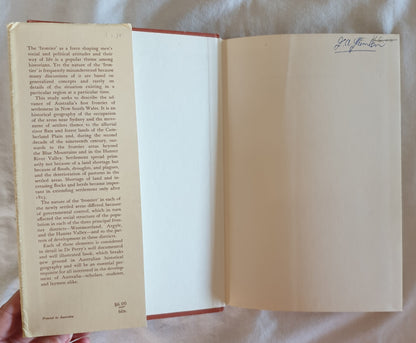 The 'frontier' as a force shaping men's
social and political attitudes and their
way of life is a popular theme among
historians. Yet the nature of the 'fron-
tier' is frequently misunderstood because
many discussions of it are based on
generalized concepts and rarely on
details of the situation existing in a
particular region at a particular time.
This study seeks to describe the ad-
vance of Australia's first frontier of
settlement in New South Wales. It is an
historical geography of the occupation
of the areas near Sydney and the move-
ment of settlers thence to the alluvial
river flats and forest lands of the Cum-
berland Plain and, during the second
decade of the nineteenth century, out-
wards to the frontier areas beyond
the Blue Mountains and in the Hunter
River Valley. Settlement spread prim-
arily not because of a land shortage but
because of floods, droughts, and plagues,
and the deterioration of pastures in the
settled areas. Shortage of land and in-
creasing flocks and herds became import-
ant in extending settlement only after
The nature of the 'frontier' in each of
the newly settled areas differed because
of governmental control, which in turn
affected the social structure of the popu-
lation in each of the three principal fron-
tier districts—Westmorland, Argyle,
and the Hunter Valley—and so the pat-
tern of development in these districts.
Each of these elements is considered
in detail in Dr Perry's well documented
and well illustrated book, which breaks
new ground in Australian historical
geography and will be an essential pre-
requisite for all interested in the develop-
ment of Australia—scholars, students,
and laymen alike.
$6.00
60s.
Printed in Australia